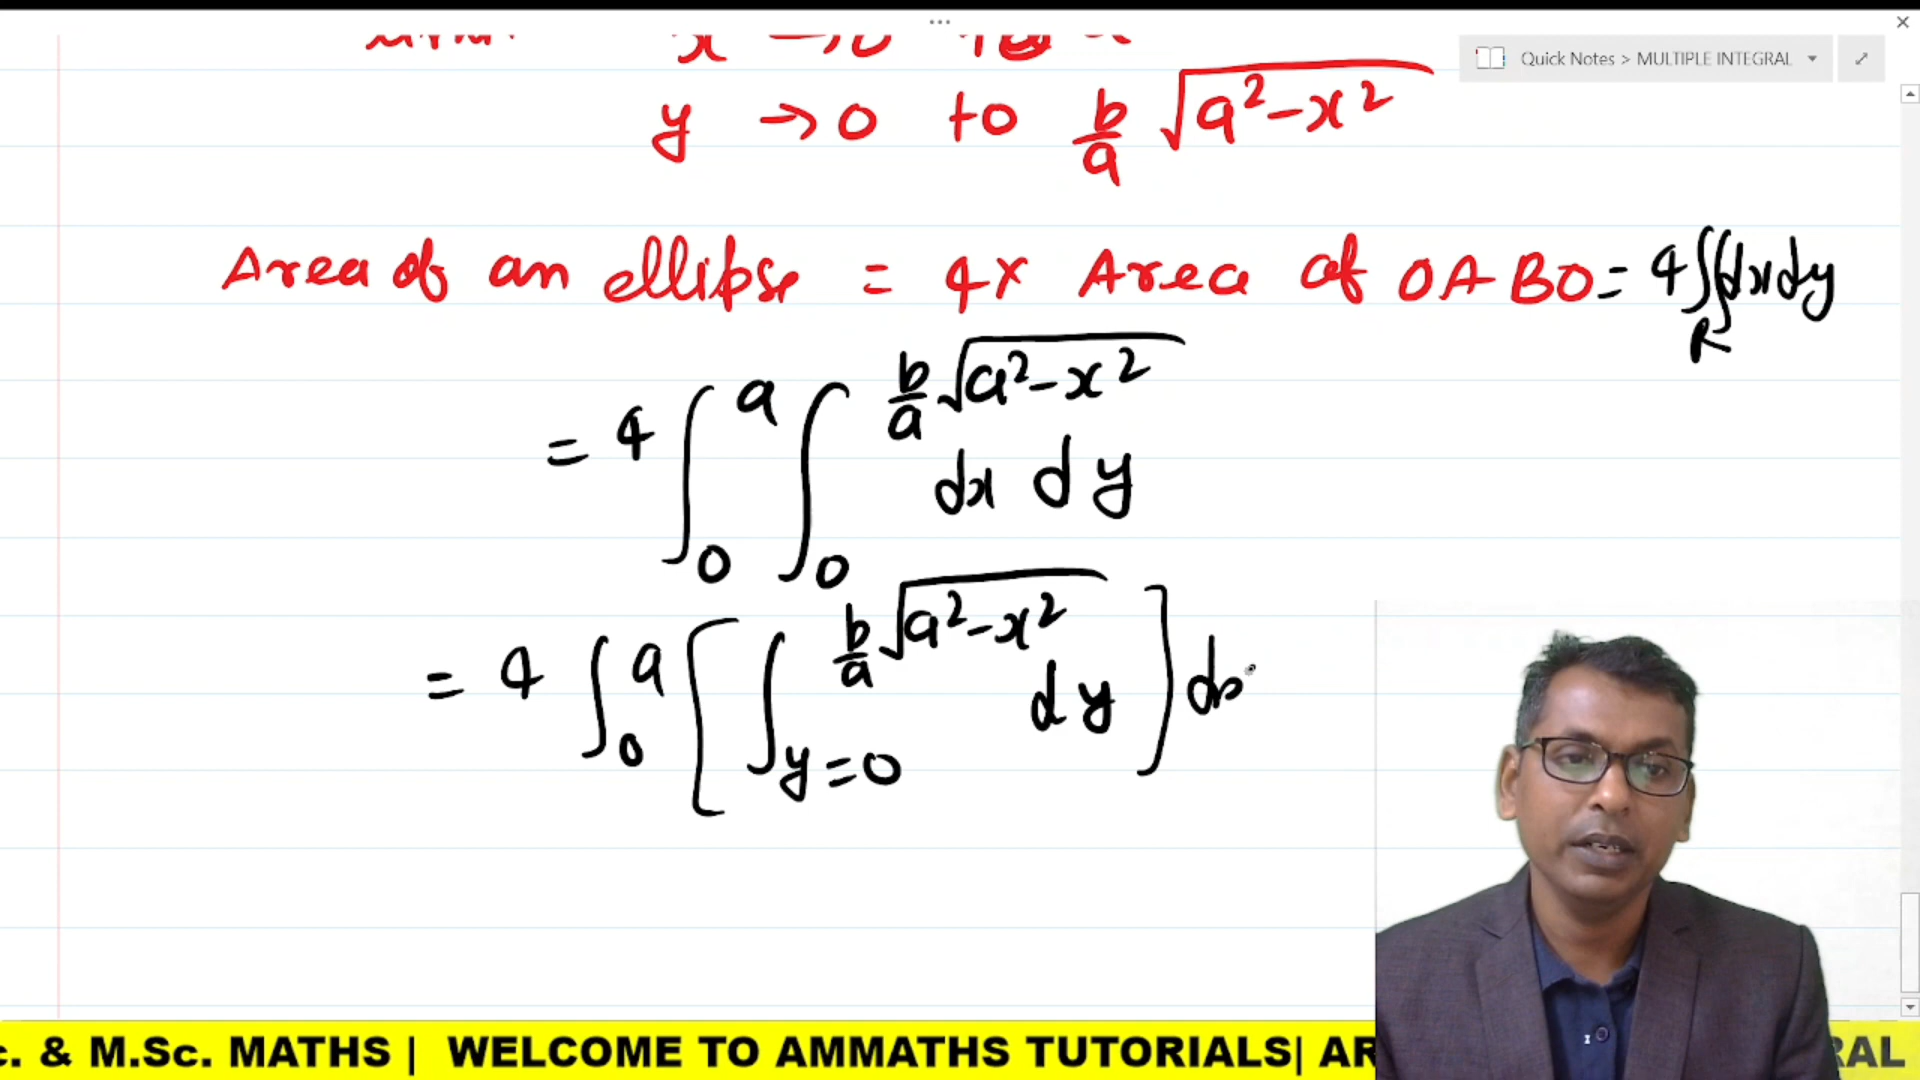 Quick Notes > MULTIPLE INTEGRAL
y → 0 to b/a √(a²-x²)
Area of an ellipse = 4× Area of OABO = 4∬_R dxdy
= 4 ∫_0^a ∫_0^{b/a √(a²-x²)} dx dy
= 4 ∫_0^a [∫_{y=0}^{b/a √(a²-x²)} dy] dx
c. & M.Sc. MATHS | WELCOME TO AMMATHS TUTORIALS| AR RAL